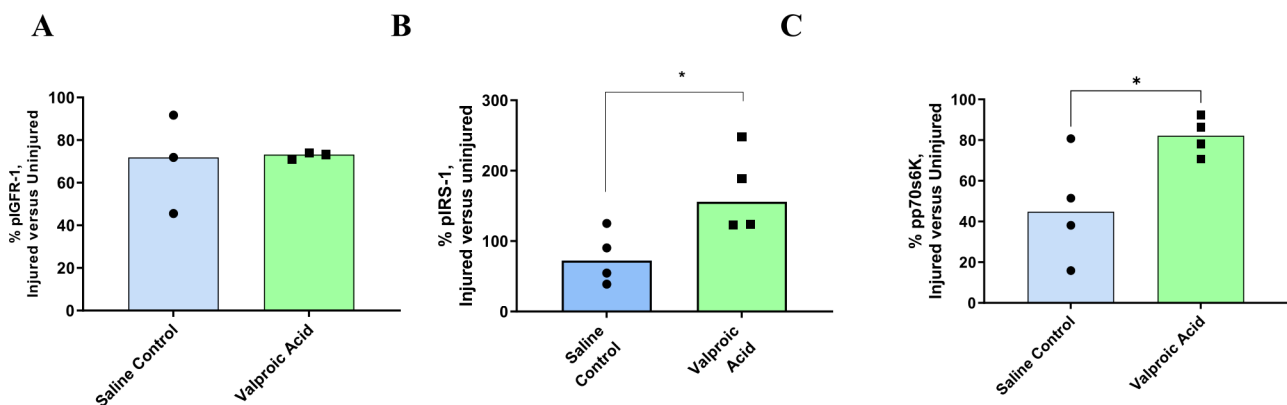 A
B
C
% pIGFR-1,
Injured versus uninjured
100
80
60
40
20
0
Saline Control
Valproic Acid
% pIRS-1,
Injured versus Uninjured
300
200
100
0
*
Saline
Control
Valproic
Acid
% pp70s6K,
Injured versus Uninjured
100
80
60
40
20
0
*
Saline Control
Valproic Acid